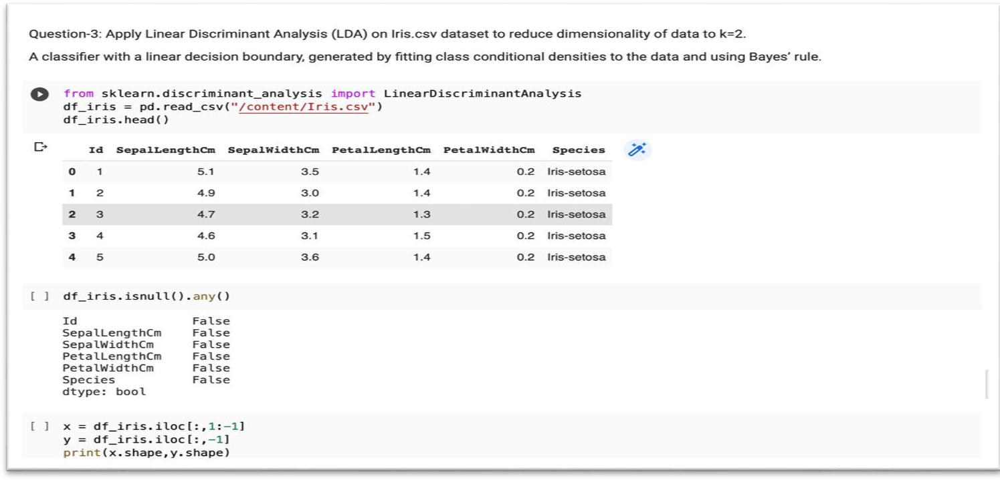 Question-3: Apply Linear Discriminant Analysis (LDA) on Iris.csv dataset to reduce dimensionality of data to k=2.
A classifier with a linear decision boundary, generated by fitting class conditional densities to the data and using Bayes’ rule.
from sklearn.discriminant_analysis import LinearDiscriminantAnalysis
df_iris = pd.read_csv("/content/Iris.csv")
df_iris.head()
Id SepalLengthCm SepalWidthCm PetalLengthCm PetalWidthCm Species
0 1 5.1 3.5 1.4 0.2 Iris-setosa
1 2 4.9 3.0 1.4 0.2 Iris-setosa
2 3 4.7 3.2 1.3 0.2 Iris-setosa
3 4 4.6 3.1 1.5 0.2 Iris-setosa
4 5 5.0 3.6 1.4 0.2 Iris-setosa
[ ] df_iris.isnull().any()
Id False
SepalLengthCm False
SepalWidthCm False
PetalLengthCm False
PetalWidthCm False
Species False
dtype: bool
[ ] x = df_iris.iloc[:,1:-1]
y = df_iris.iloc[:,-1]
print(x.shape,y.shape)